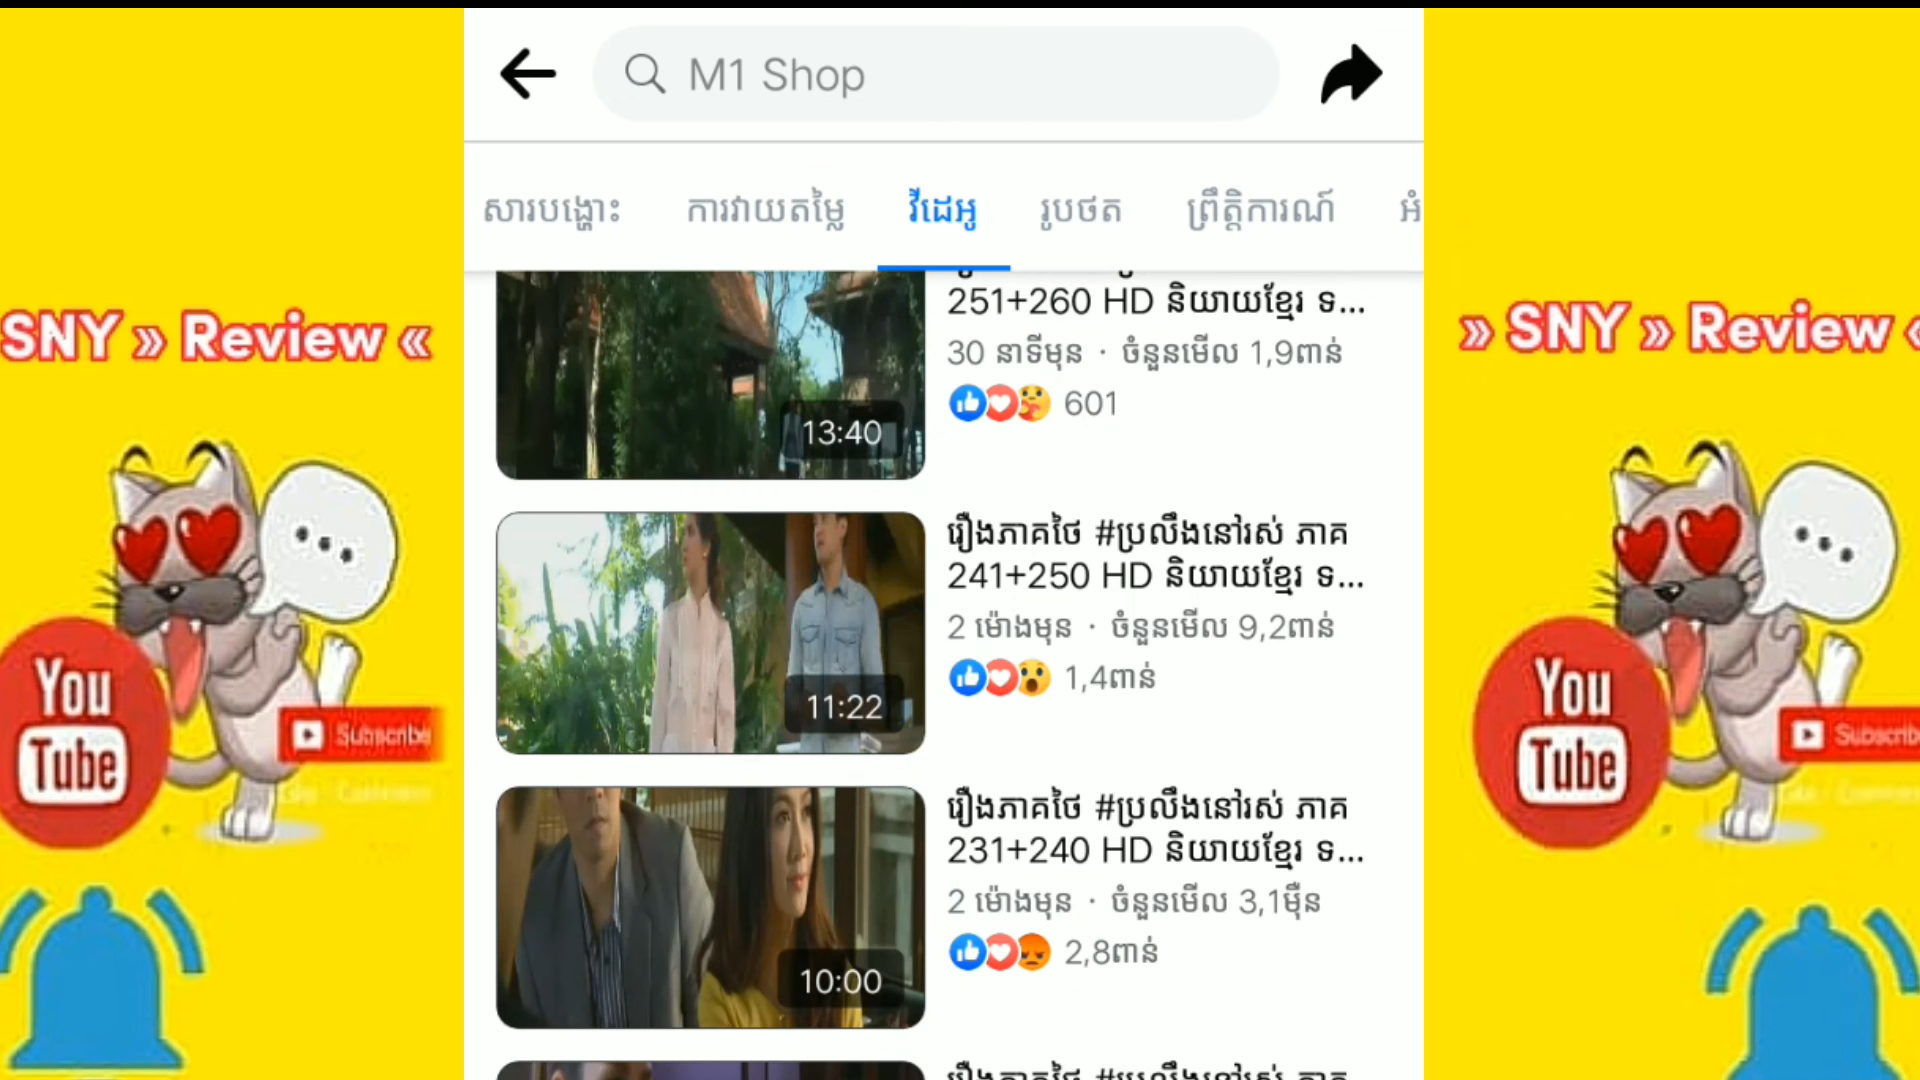 M1 Shop
សារបង្ហោះ ការវាយតម្លៃ វីដេអូ រូបថត ព្រឹត្តិការណ៍ អំ
251+260 HD និយាយខ្មែរ ទ...
30 នាទីមុន · ចំនួនមើល 1,9ពាន់
601
13:40
រឿងភាគថៃ #ប្រលឹងនៅរស់ ភាគ
241+250 HD និយាយខ្មែរ ទ...
2 ម៉ោងមុន · ចំនួនមើល 9,2ពាន់
1,4ពាន់
11:22
រឿងភាគថៃ #ប្រលឹងនៅរស់ ភាគ
231+240 HD និយាយខ្មែរ ទ...
2 ម៉ោងមុន · ចំនួនមើល 3,1ម៉ឺន
2,8ពាន់
10:00
SNY » Review «
You
Tube
Subscribe
» SNY » Review «
You
Tube
Subscrib